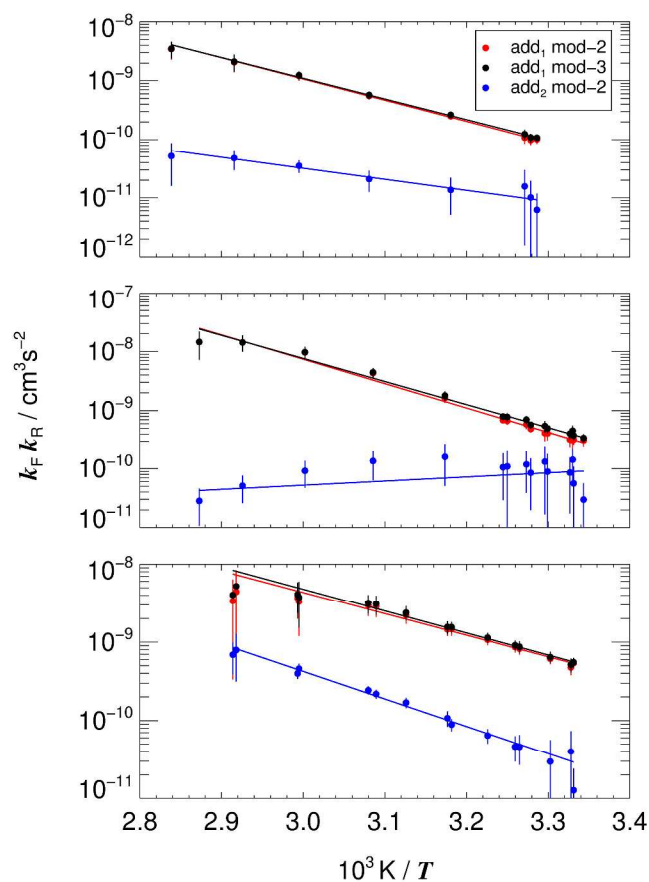 10⁻⁸
10⁻⁹
10⁻¹⁰
10⁻¹¹
10⁻¹²
add₁ mod−2
add₁ mod−3
add₂ mod−2
10⁻⁷
10⁻⁸
10⁻⁹
10⁻¹⁰
10⁻¹¹
k_F k_R / cm³s⁻²
10⁻⁸
10⁻⁹
10⁻¹⁰
10⁻¹¹
2.8 2.9 3.0 3.1 3.2 3.3 3.4
10³ K / T